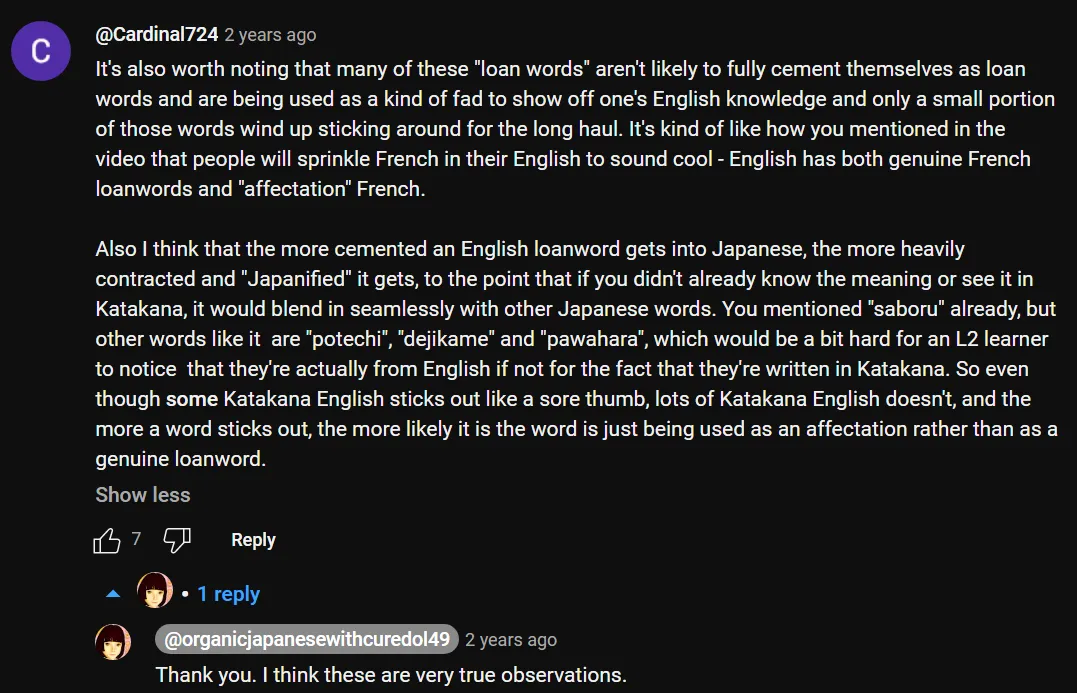 C
@Cardinal724 2 years ago
It's also worth noting that many of these "loan words" aren't likely to fully cement themselves as loan
words and are being used as a kind of fad to show off one's English knowledge and only a small portion
of those words wind up sticking around for the long haul. It's kind of like how you mentioned in the
video that people will sprinkle French in their English to sound cool - English has both genuine French
loanwords and "affectation" French.
Also I think that the more cemented an English loanword gets into Japanese, the more heavily
contracted and "Japanified" it gets, to the point that if you didn't already know the meaning or see it in
Katakana, it would blend in seamlessly with other Japanese words. You mentioned "saboru" already, but
other words like it  are "potechi", "dejikame" and "pawahara", which would be a bit hard for an L2 learner
to notice  that they're actually from English if not for the fact that they're written in Katakana. So even
though some Katakana English sticks out like a sore thumb, lots of Katakana English doesn't, and the
more a word sticks out, the more likely it is the word is just being used as an affectation rather than as a
genuine loanword.
Show less
7 Reply
• 1 reply
@organicjapanesewithcuredol49 2 years ago
Thank you. I think these are very true observations.